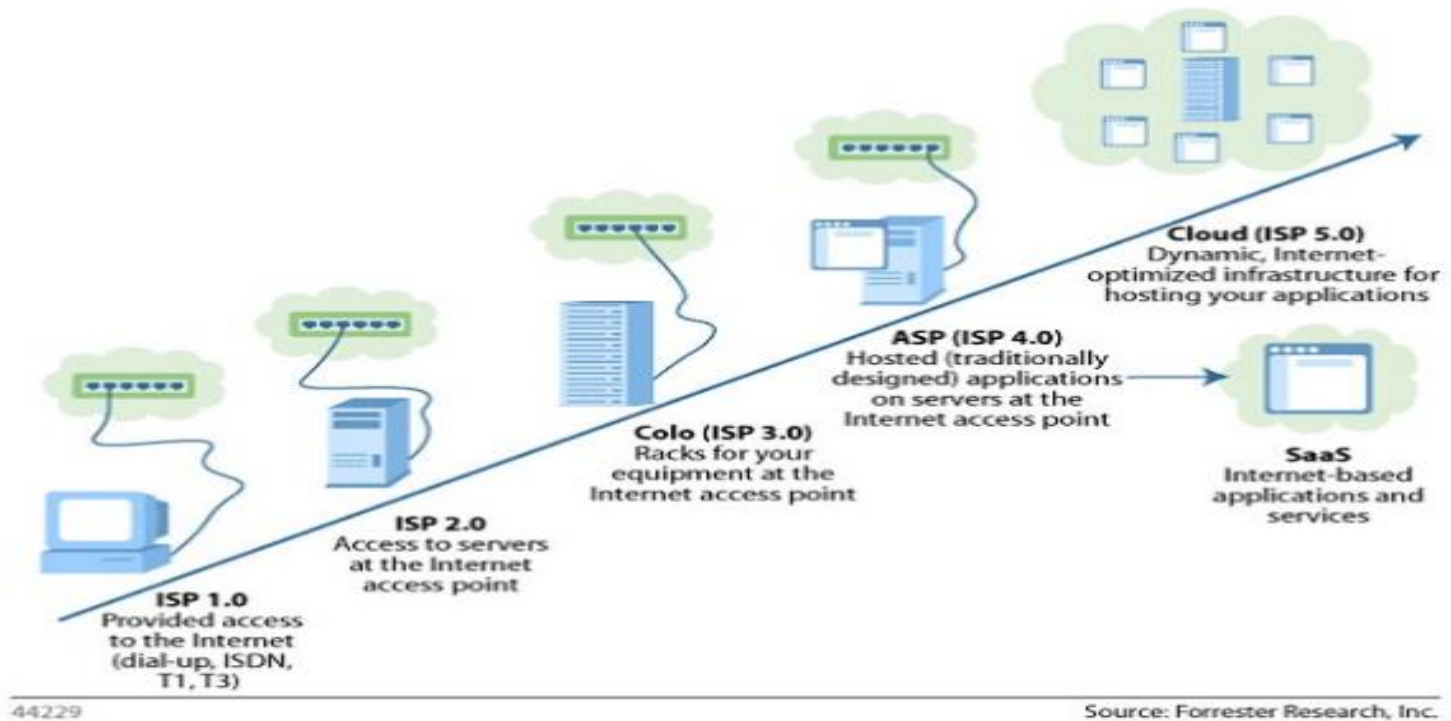 ISP 1.0
Provided access
to the Internet
(dial-up, ISDN,
T1, T3)
ISP 2.0
Access to servers
at the Internet
access point
Colo (ISP 3.0)
Racks for your
equipment at the
Internet access point
ASP (ISP 4.0)
Hosted (traditionally
designed) applications
on servers at the
Internet access point
Cloud (ISP 5.0)
Dynamic, Internet-
optimized infrastructure for
hosting your applications
SaaS
Internet-based
applications and
services
44229
Source: Forrester Research, Inc.